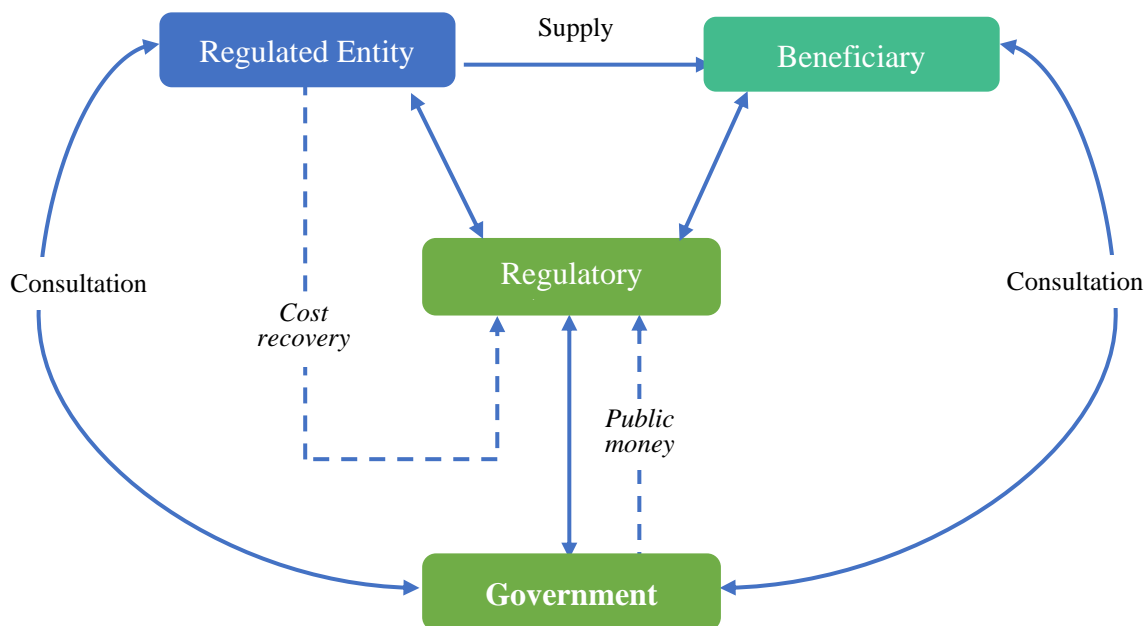 Supply
Regulated Entity
Beneficiary
Consultation
Regulatory
Consultation
Cost
recovery
Public
money
Government